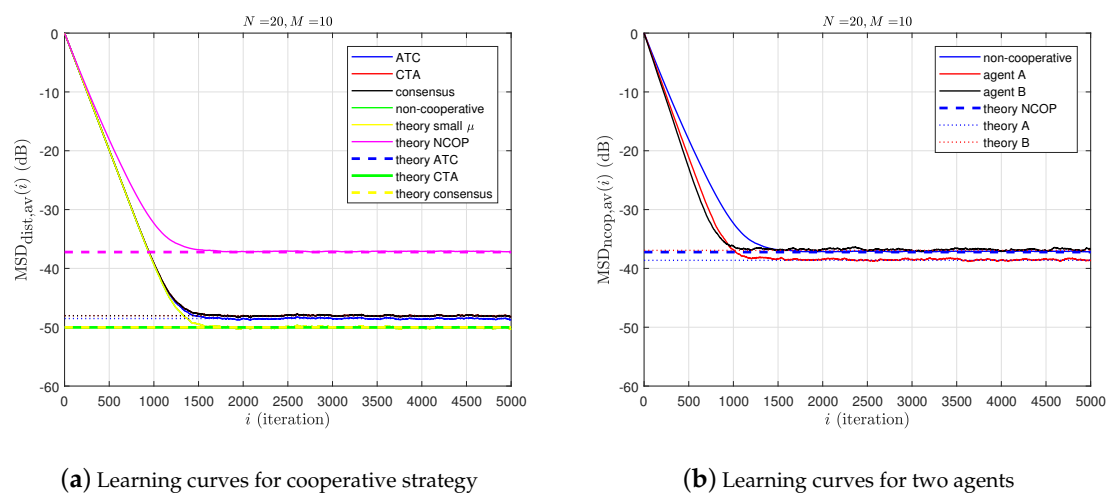 N =20, M =10
MSD_dist,av(i) (dB)
0
-10
-20
-30
-40
-50
-60
ATC
CTA
consensus
non-cooperative
theory small μ
theory NCOP
theory ATC
theory CTA
theory consensus
0 500 1000 1500 2000 2500 3000 3500 4000 4500 5000
i (iteration)
(a) Learning curves for cooperative strategy
N =20, M =10
MSD_ncop,av(i) (dB)
0
-10
-20
-30
-40
-50
-60
non-cooperative
agent A
agent B
theory NCOP
theory A
theory B
0 500 1000 1500 2000 2500 3000 3500 4000 4500 5000
i (iteration)
(b) Learning curves for two agents